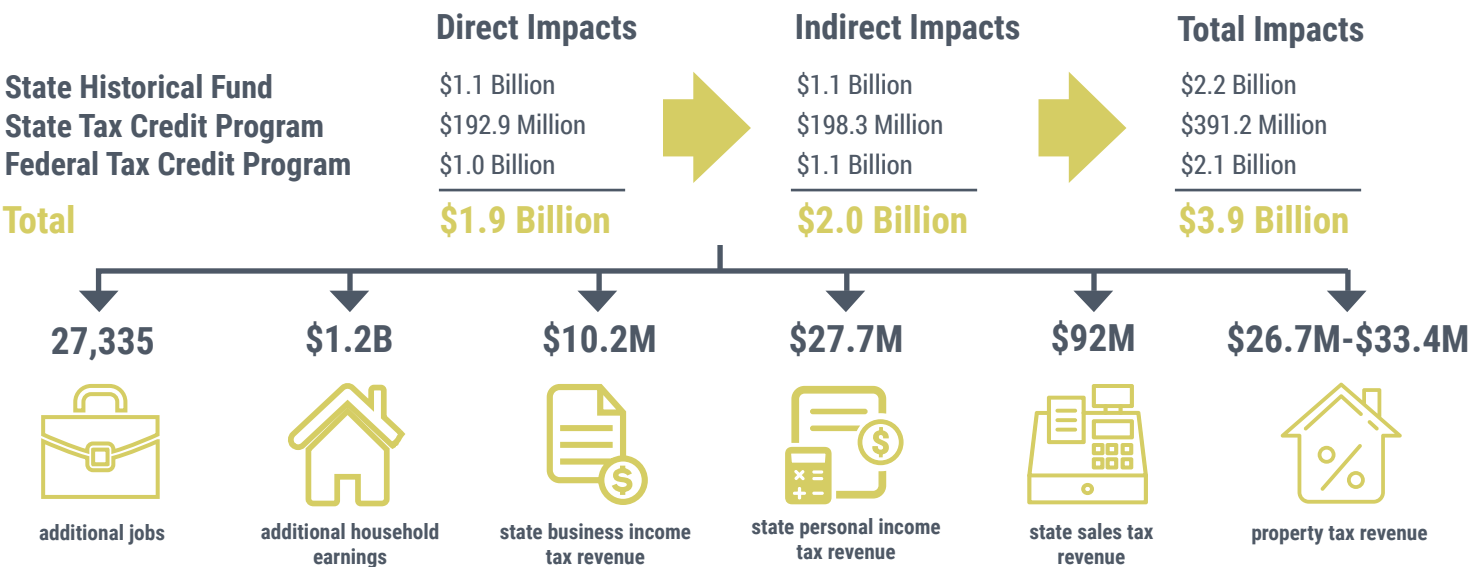 Direct Impacts Indirect Impacts Total Impacts
State Historical Fund $1.1 Billion $1.1 Billion $2.2 Billion
State Tax Credit Program $192.9 Million $198.3 Million $391.2 Million
Federal Tax Credit Program $1.0 Billion $1.1 Billion $2.1 Billion
Total $1.9 Billion $2.0 Billion $3.9 Billion
27,335 $1.2B $10.2M $27.7M $92M $26.7M-$33.4M
additional jobs
additional household
earnings
state business income
tax revenue
state personal income
tax revenue
state sales tax
revenue
property tax revenue